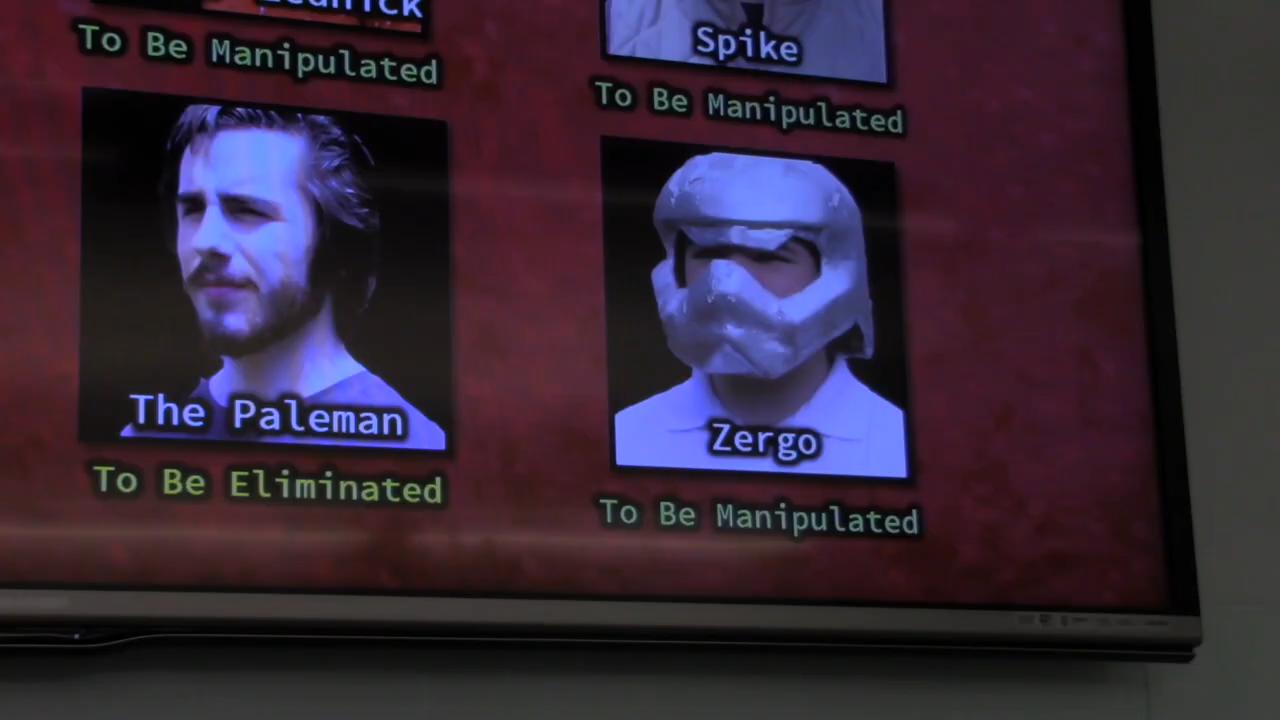 To Be Manipulated
Spike
To Be Manipulated
The Paleman
To Be Eliminated
Zergo
To Be Manipulated